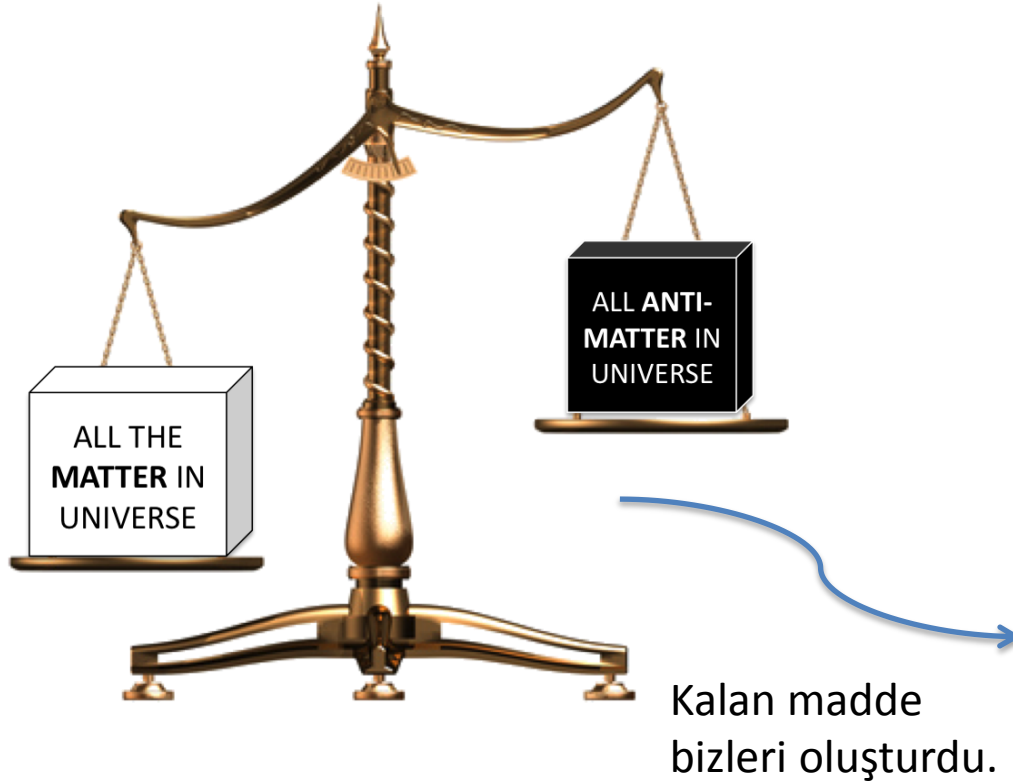 ALL ANTI-
MATTER IN
UNIVERSE
ALL THE
MATTER IN
UNIVERSE
Kalan madde
bizleri oluşturdu.